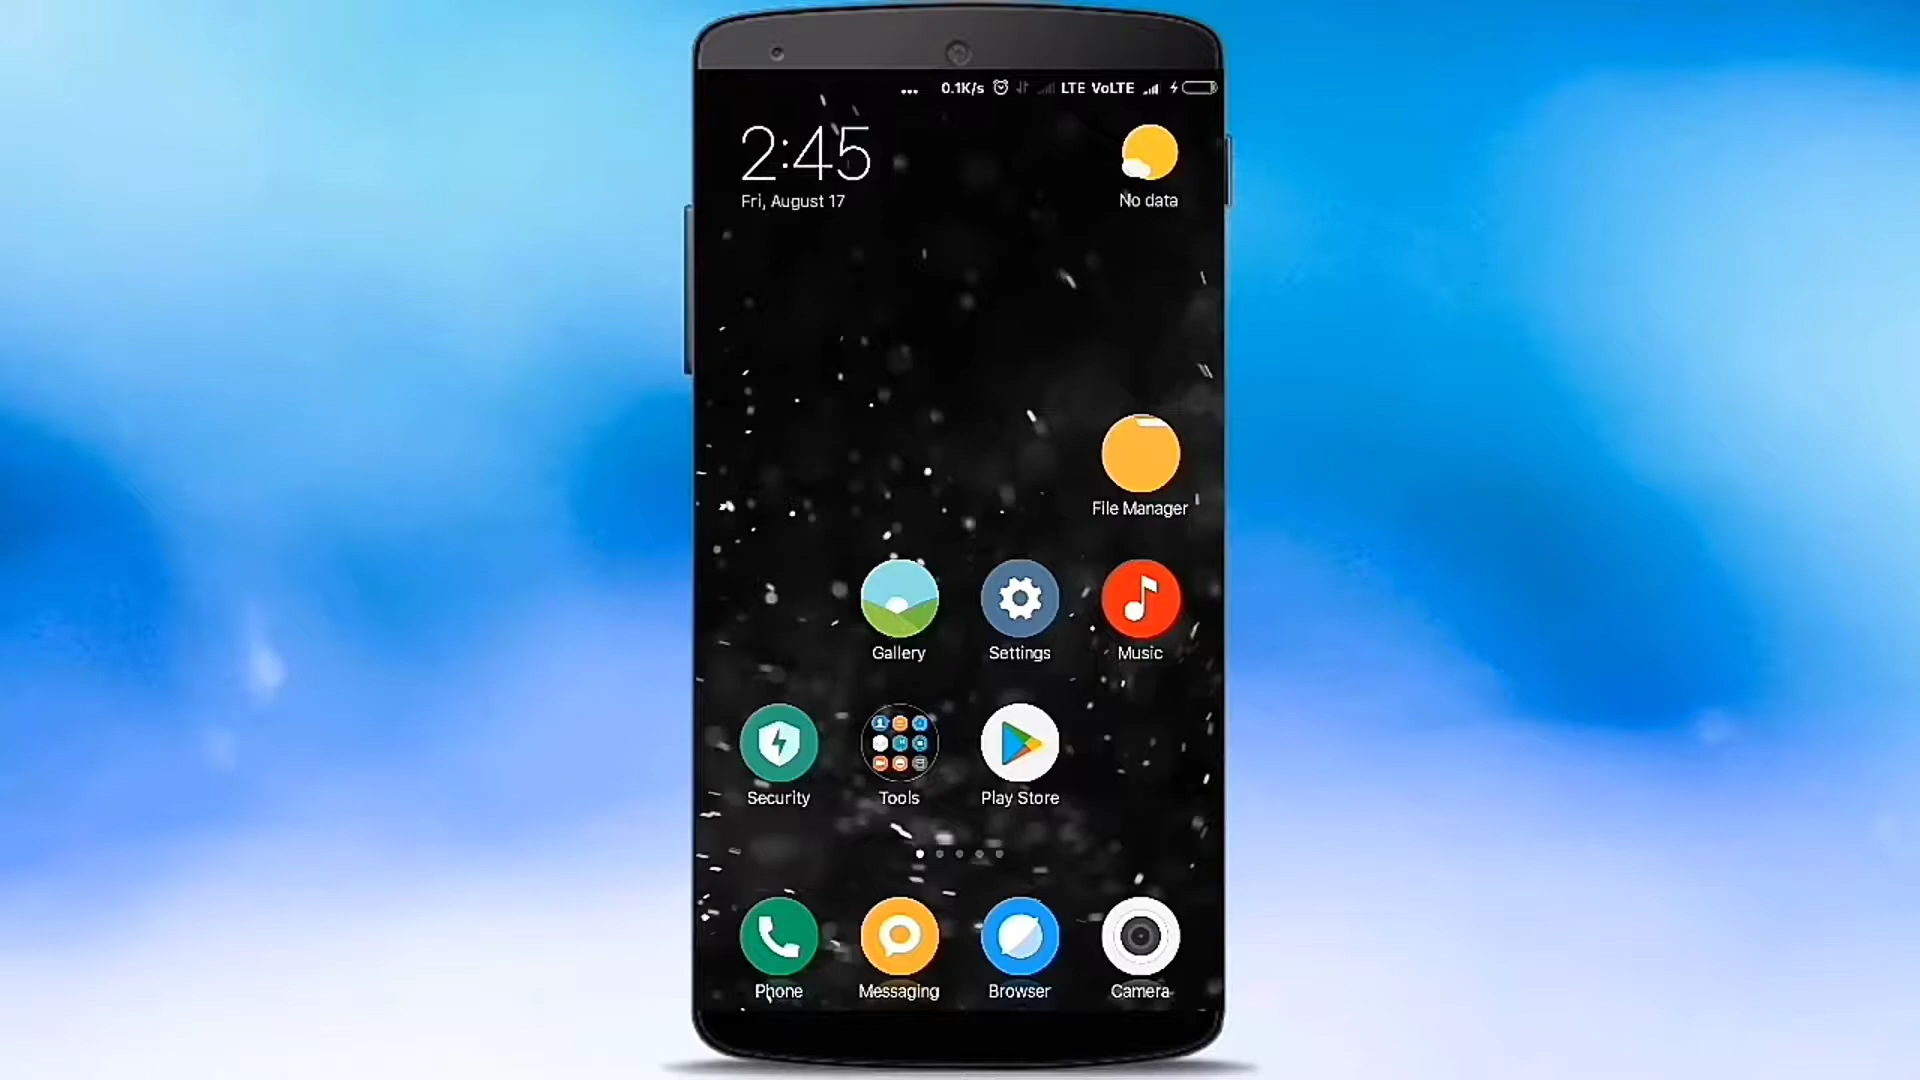 ... 0.1K/s LTE VoLTE
2:45
Fri, August 17
No data
File Manager
Gallery Settings Music
Security Tools Play Store
Phone Messaging Browser Camera